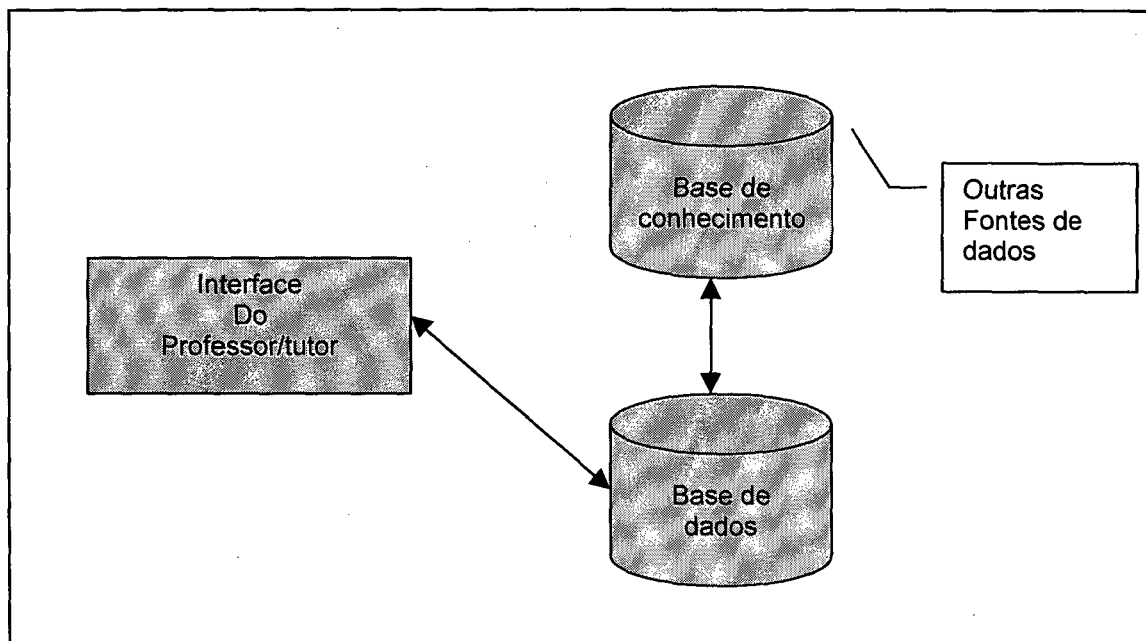 Base de
conhecimento
Outras
Fontes de
dados
Interface
Do
Professor/tutor
Base de
dados